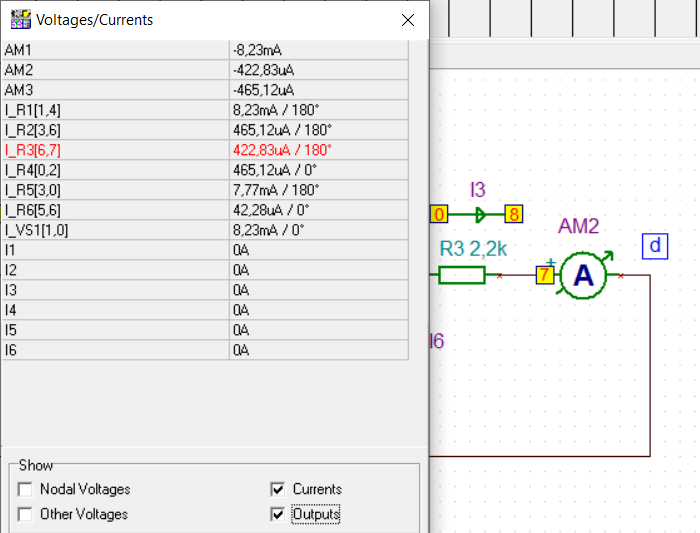 Voltages/Currents
AM1 -8,23mA
AM2 -422,83uA
AM3 -465,12uA
I_R1[1,4] 8,23mA / 180°
I_R2[3,6] 465,12uA / 180°
I_R3[6,7] 422,83uA / 180°
I_R4[0,2] 465,12uA / 0°
I_R5[3,0] 7,77mA / 180°
I_R6[5,6] 42,28uA / 0°
I_VS1[1,0] 8,23mA / 0°
I1 0A
I2 0A
I3 0A
I4 0A
I5 0A
I6 0A
Show
Nodal Voltages Currents
Other Voltages Outputs
I3
0 8
AM2
d
R3 2,2k
+
7 A
I6